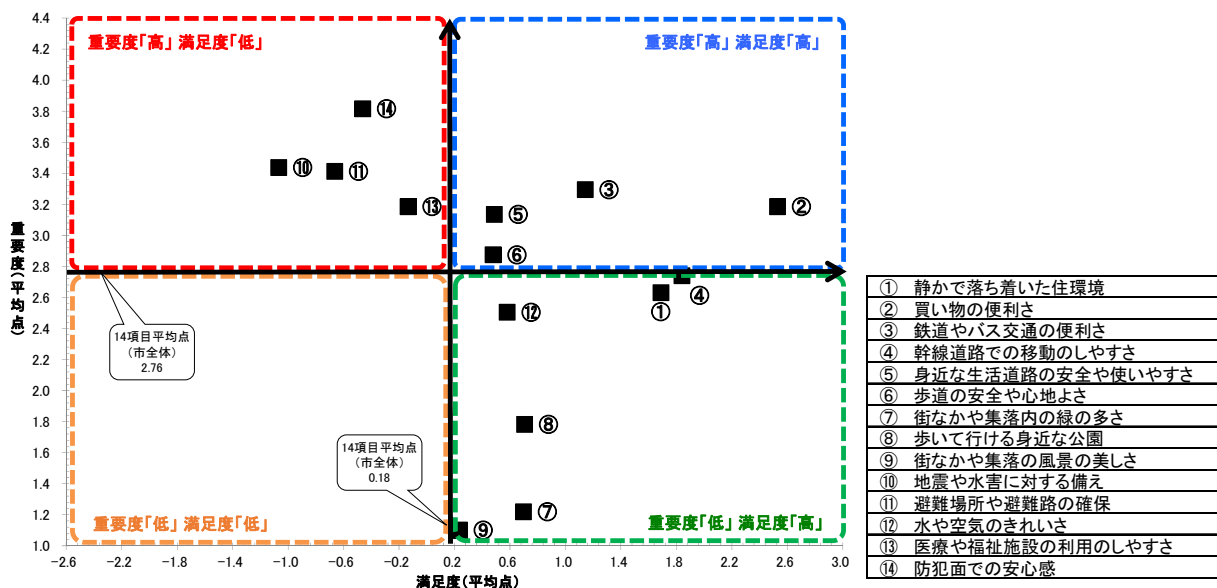 4.4
4.2
4.0
3.8
3.6
3.4
3.2
3.0
2.8
2.6
2.4
2.2
2.0
1.8
1.6
1.4
1.2
1.0
重要度(平均点)
重要度「高」 満足度「低」
重要度「高」 満足度「高」
⑭
⑩
⑪
⑬
③
②
⑤
⑥
④
①
⑫
⑧
⑦
⑨
14項目平均点
(市全体)
2.76
14項目平均点
(市全体)
0.18
重要度「低」 満足度「低」
重要度「低」 満足度「高」
−2.6 −2.2 −1.8 −1.4 −1.0 −0.6 −0.2 0.2 0.6 1.0 1.4 1.8 2.2 2.6 3.0
満足度(平均点)
① 静かで落ち着いた住環境
② 買い物の便利さ
③ 鉄道やバス交通の便利さ
④ 幹線道路での移動のしやすさ
⑤ 身近な生活道路の安全や使いやすさ
⑥ 歩道の安全や心地よさ
⑦ 街なかや集落内の緑の多さ
⑧ 歩いて行ける身近な公園
⑨ 街なかや集落の風景の美しさ
⑩ 地震や水害に対する備え
⑪ 避難場所や避難路の確保
⑫ 水や空気のきれいさ
⑬ 医療や福祉施設の利用のしやすさ
⑭ 防犯面での安心感